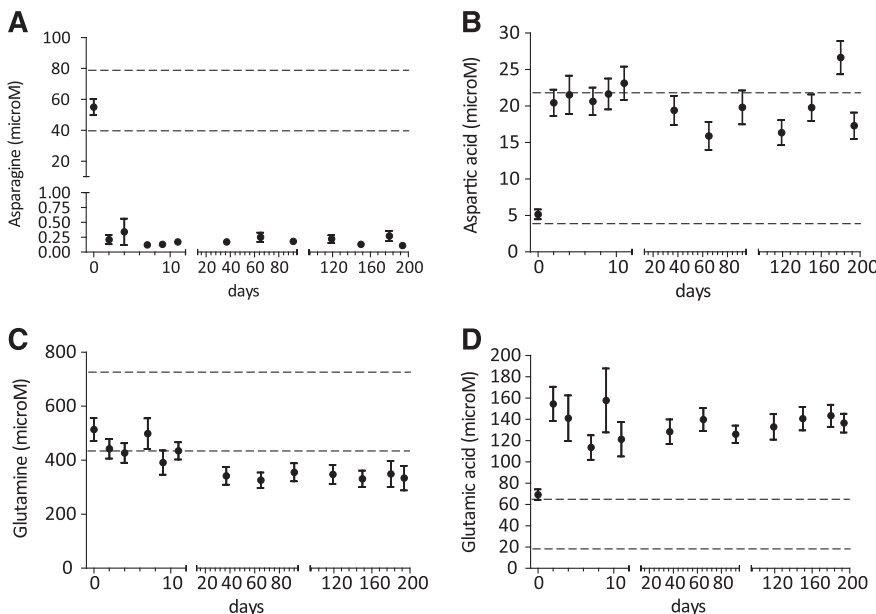 A
Asparagine (microM)
100
80
60
40
20
1.00
0.75
0.50
0.25
0.00
0 10 20 40 60 80 120 160 200
days
B
Aspartic acid (microM)
30
25
20
15
10
5
0
0 10 20 40 60 80 120 160 200
days
C
Glutamine (microM)
800
600
400
200
0
0 10 20 40 60 80 120 160 200
days
D
Glutamic acid (microM)
200
180
160
140
120
100
80
60
40
20
0
0 10 20 40 60 80 120 160 200
days